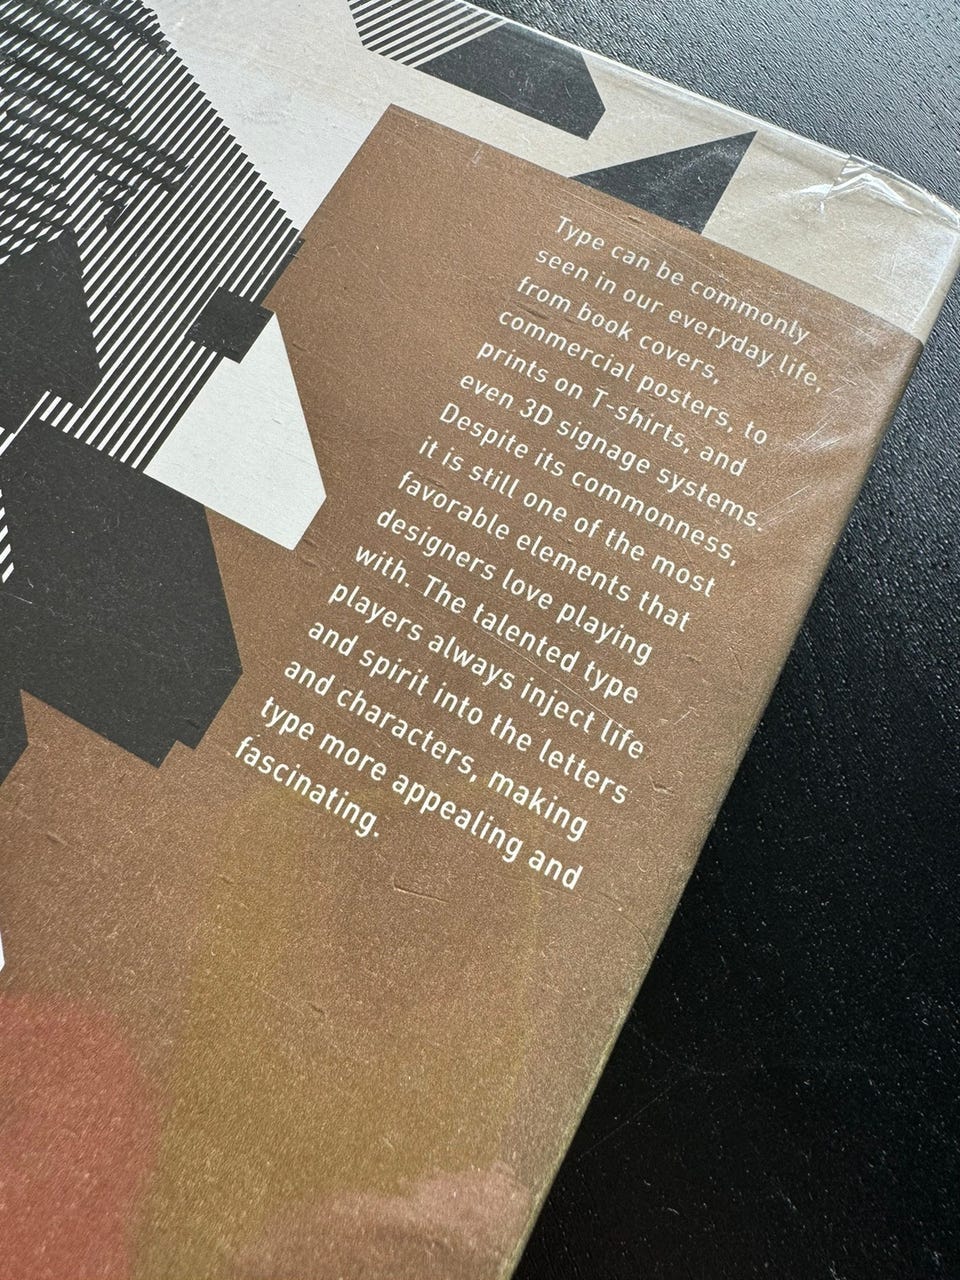 Type can be commonly
seen in our everyday life,
from book covers,
commercial posters, to
prints on T-shirts, and
even 3D signage systems.
Despite its commonness,
it is still one of the most
favorable elements that
designers love playing
with. The talented type
players always inject life
and spirit into the letters
and characters, making
type more appealing and
fascinating.